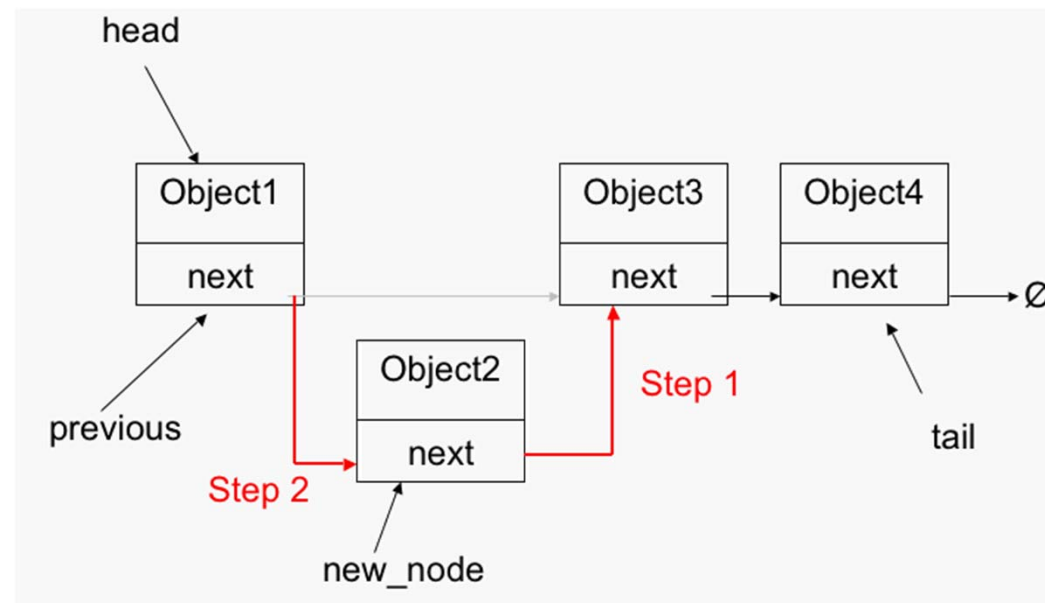 head
Object1
Object3
Object4
next
next
next
Ø
Object2
Step 1
previous
tail
next
Step 2
new_node